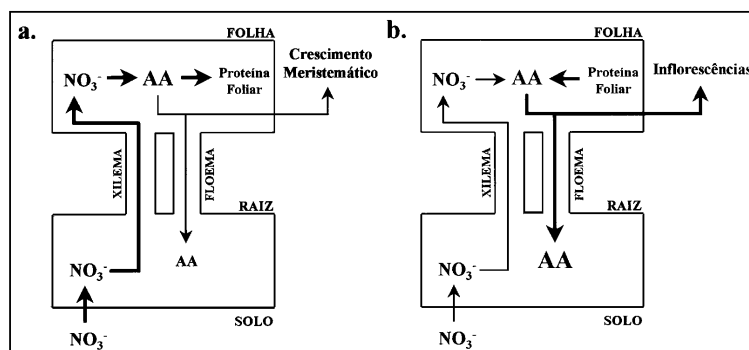 a.
FOLHA
NO₃⁻ AA Proteína
Foliar
Crescimento
Meristemático
XILEMA
FLOEMA
RAIZ
NO₃⁻
AA
SOLO
NO₃⁻
b.
FOLHA
NO₃⁻ AA Proteína
Foliar
Inflorescências
XILEMA
FLOEMA
RAIZ
NO₃⁻
AA
SOLO
NO₃⁻